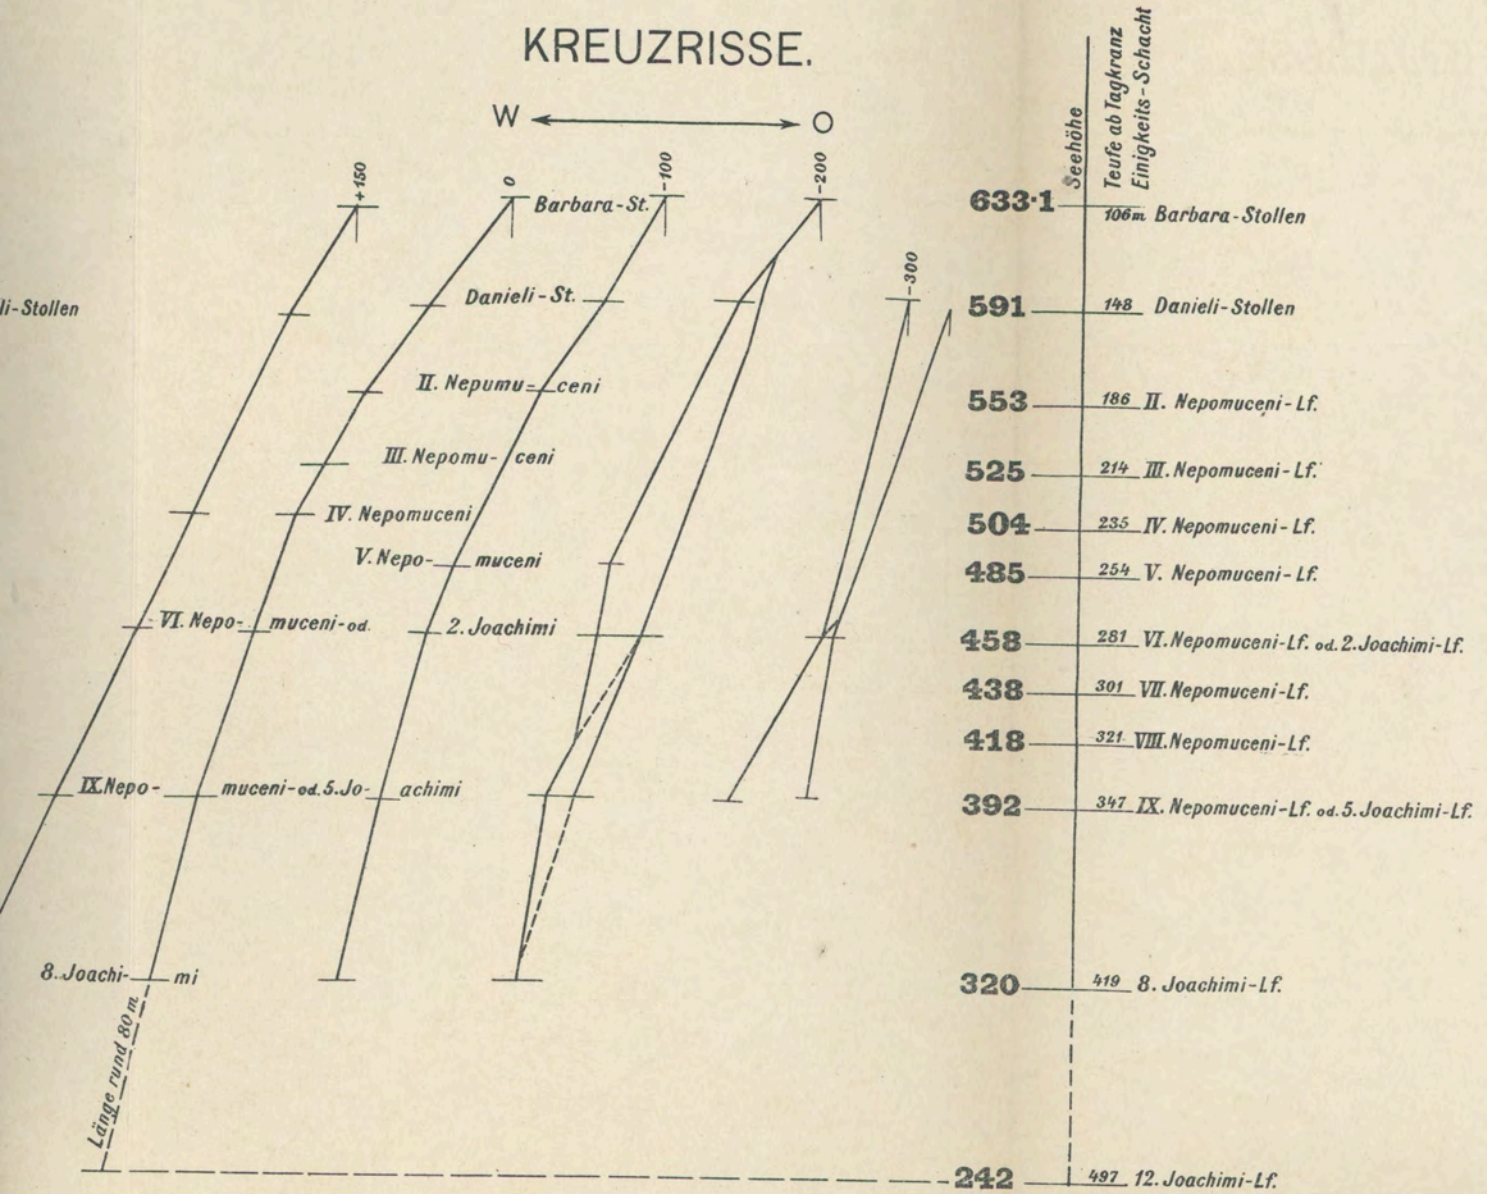 KREUZRISSE.
W O
Seehöhe
Teufe ab Tagkranz
Einigkeits-Schacht
+150
0
-100
-200
-300
Barbara-St.
633·1 106m Barbara-Stollen
li-Stollen
Danieli-St.
591 148 Danieli-Stollen
II. Nepumu-ceni
553 186 II. Nepomuceni-Lf.
III. Nepomu-ceni
525 214 III. Nepomuceni-Lf.
IV. Nepomuceni
504 235 IV. Nepomuceni-Lf.
V. Nepo-muceni
485 254 V. Nepomuceni-Lf.
VI. Nepo-muceni-od. 2. Joachimi
458 281 VI. Nepomuceni-Lf. od. 2. Joachimi-Lf.
438 301 VII. Nepomuceni-Lf.
418 321 VIII. Nepomuceni-Lf.
IX. Nepo-muceni-od. 5. Jo-achimi
392 347 IX. Nepomuceni-Lf. od. 5. Joachimi-Lf.
8. Joachi-mi
320 419 8. Joachimi-Lf.
Länge rund 80 m
242 497 12. Joachimi-Lf.